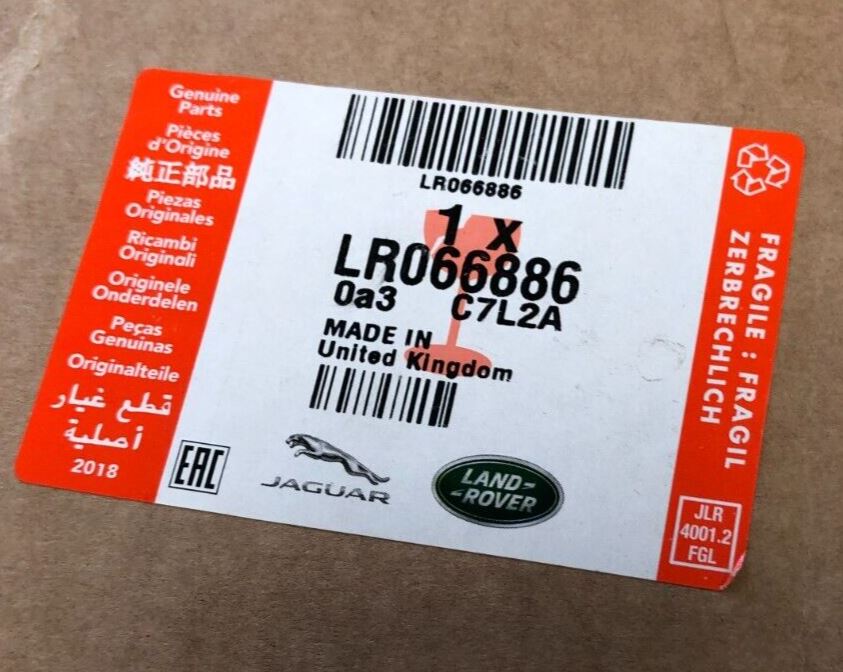 Genuine
Parts
Pièces
d'Origine
純正部品
Piezas
Originales
Ricambi
Originali
Originele
Onderdelen
Peças
Genuinas
Originalteile
قطع غيار
أصلية
2018
LR066886
1 x
LR066886
0a3 C7L2A
MADE IN
United Kingdom
EAC
JAGUAR
LAND-
-ROVER
FRAGILE : FRAGIL
ZERBRECHLICH
JLR
4001.2
FGL